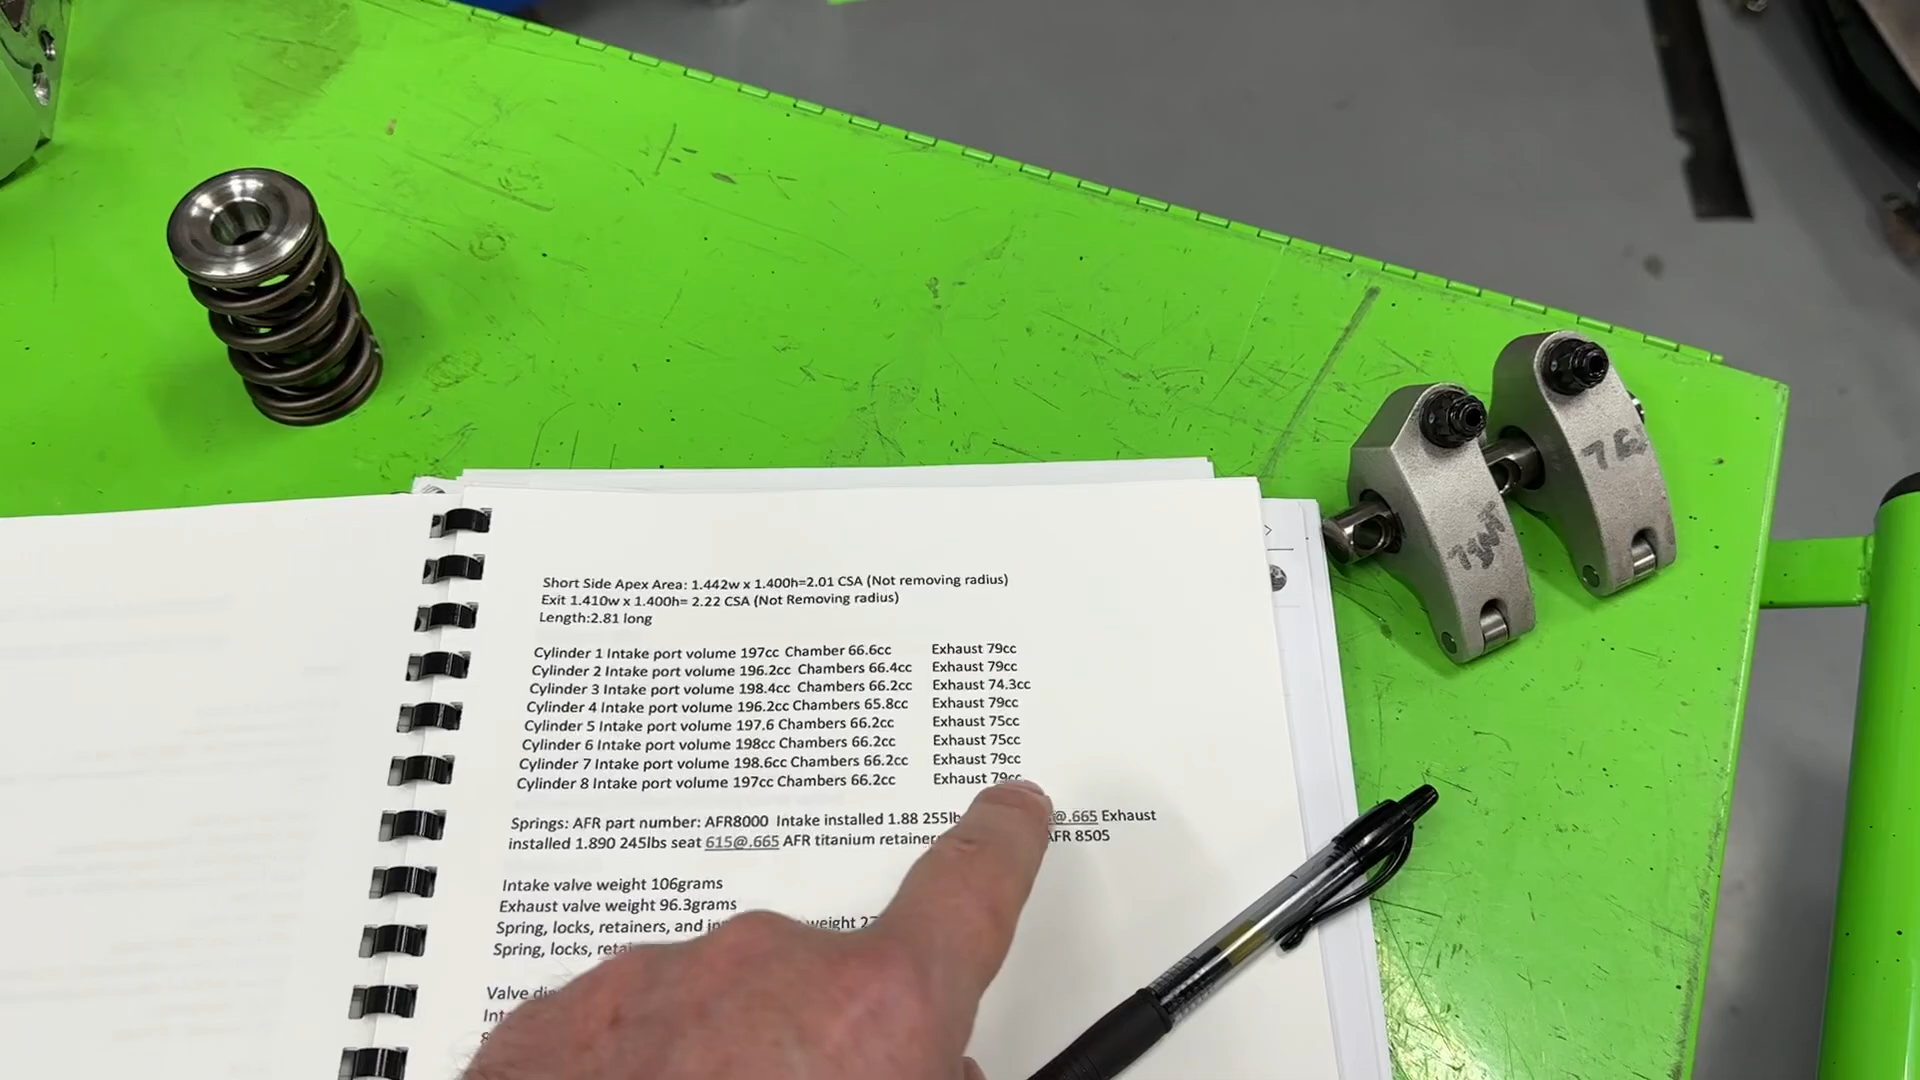 Short Side Apex Area: 1.442w x 1.400h=2.01 CSA (Not removing radius)
Exit 1.410w x 1.400h= 2.22 CSA (Not Removing radius)
Length:2.81 long
Cylinder 1 Intake port volume 197cc Chamber 66.6cc Exhaust 79cc
Cylinder 2 Intake port volume 196.2cc Chambers 66.4cc Exhaust 79cc
Cylinder 3 Intake port volume 198.4cc Chambers 66.2cc Exhaust 74.3cc
Cylinder 4 Intake port volume 196.2cc Chambers 65.8cc Exhaust 79cc
Cylinder 5 Intake port volume 197.6 Chambers 66.2cc Exhaust 75cc
Cylinder 6 Intake port volume 198cc Chambers 66.2cc Exhaust 75cc
Cylinder 7 Intake port volume 198.6cc Chambers 66.2cc Exhaust 79cc
Cylinder 8 Intake port volume 197cc Chambers 66.2cc Exhaust 79cc
Springs: AFR part number: AFR8000 Intake installed 1.88 255lb @.665 Exhaust
installed 1.890 245lbs seat 615@.665 AFR titanium retainers AFR 8505
Intake valve weight 106grams
Exhaust valve weight 96.3grams
Spring, locks, retainers, and weight
Spring, locks,
Valve
7 INT